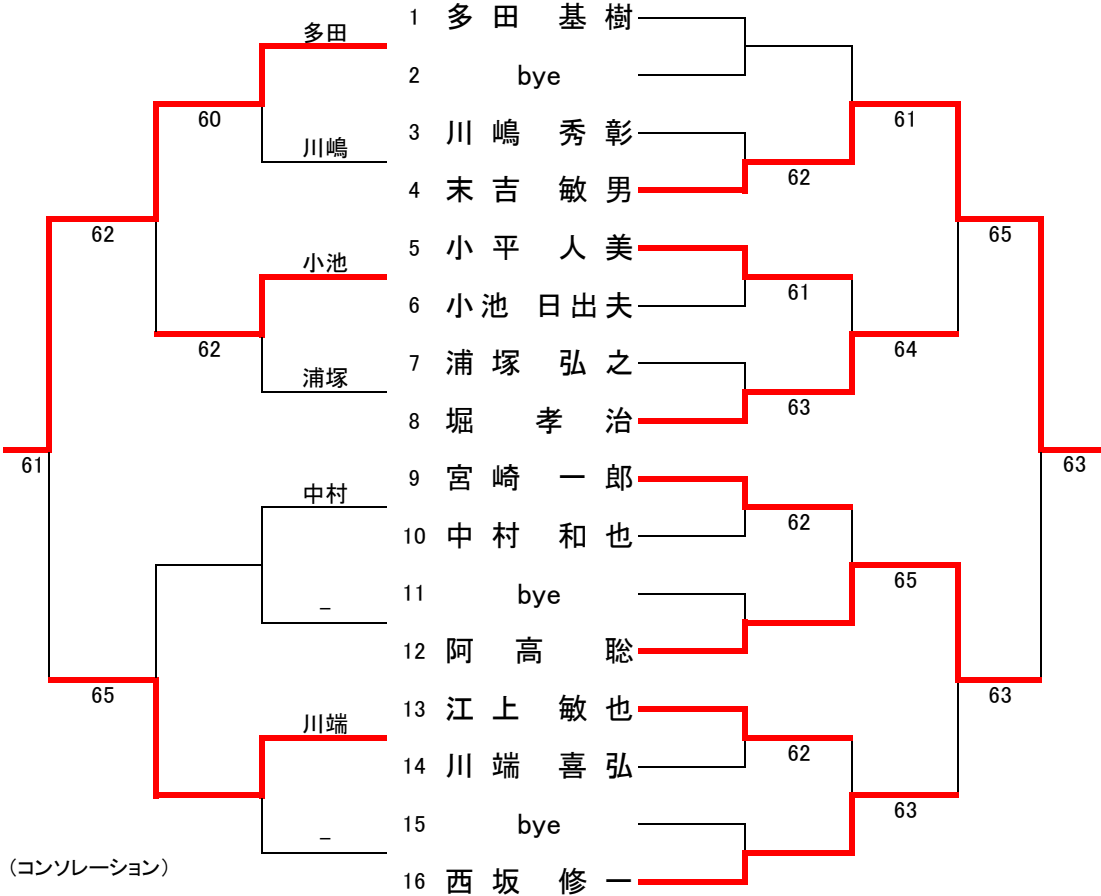 1 多田 基樹
多田
2 bye
60
61
3 川嶋 秀彰
川嶋
62
4 末吉 敏男
62
65
5 小平 人美
小池
61
6 小池 日出夫
62
64
7 浦塚 弘之
浦塚
63
8 堀 孝治
61
63
9 宮崎 一郎
中村
62
10 中村 和也
65
11 bye
-
12 阿高 聡
65
63
13 江上 敏也
川端
62
14 川端 喜弘
63
15 bye
-
(コンソレーション)
16 西坂 修一